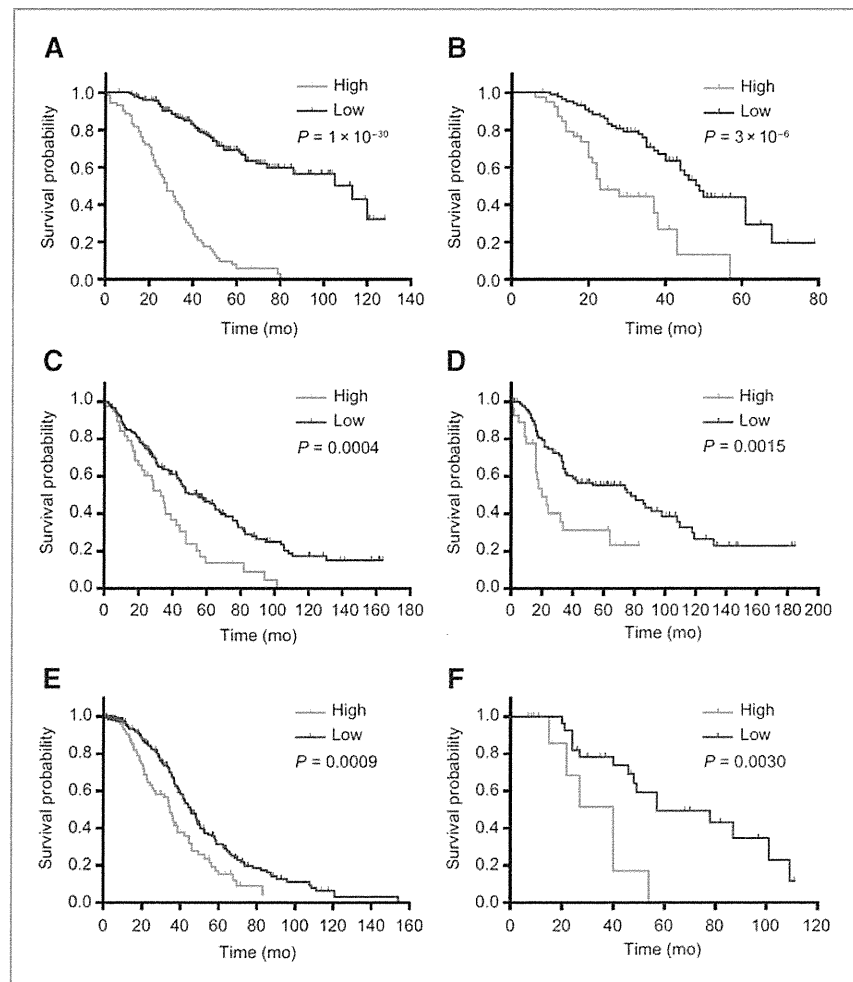 A
Survival probability
1.0
0.8
0.6
0.4
0.2
0.0
High
Low
P = 1 × 10⁻³⁰
0 20 40 60 80 100 120 140
Time (mo)
B
Survival probability
1.0
0.8
0.6
0.4
0.2
0.0
High
Low
P = 3 × 10⁻⁶
0 20 40 60 80
Time (mo)
C
Survival probability
1.0
0.8
0.6
0.4
0.2
0.0
High
Low
P = 0.0004
0 20 40 60 80 100 120 140 160 180
Time (mo)
D
Survival probability
1.0
0.8
0.6
0.4
0.2
0.0
High
Low
P = 0.0015
0 20 40 60 80 100 120 140 160 180 200
Time (mo)
E
Survival probability
1.0
0.8
0.6
0.4
0.2
0.0
High
Low
P = 0.0009
0 20 40 60 80 100 120 140 160
Time (mo)
F
Survival probability
1.0
0.8
0.6
0.4
0.2
0.0
High
Low
P = 0.0030
0 20 40 60 80 100 120
Time (mo)